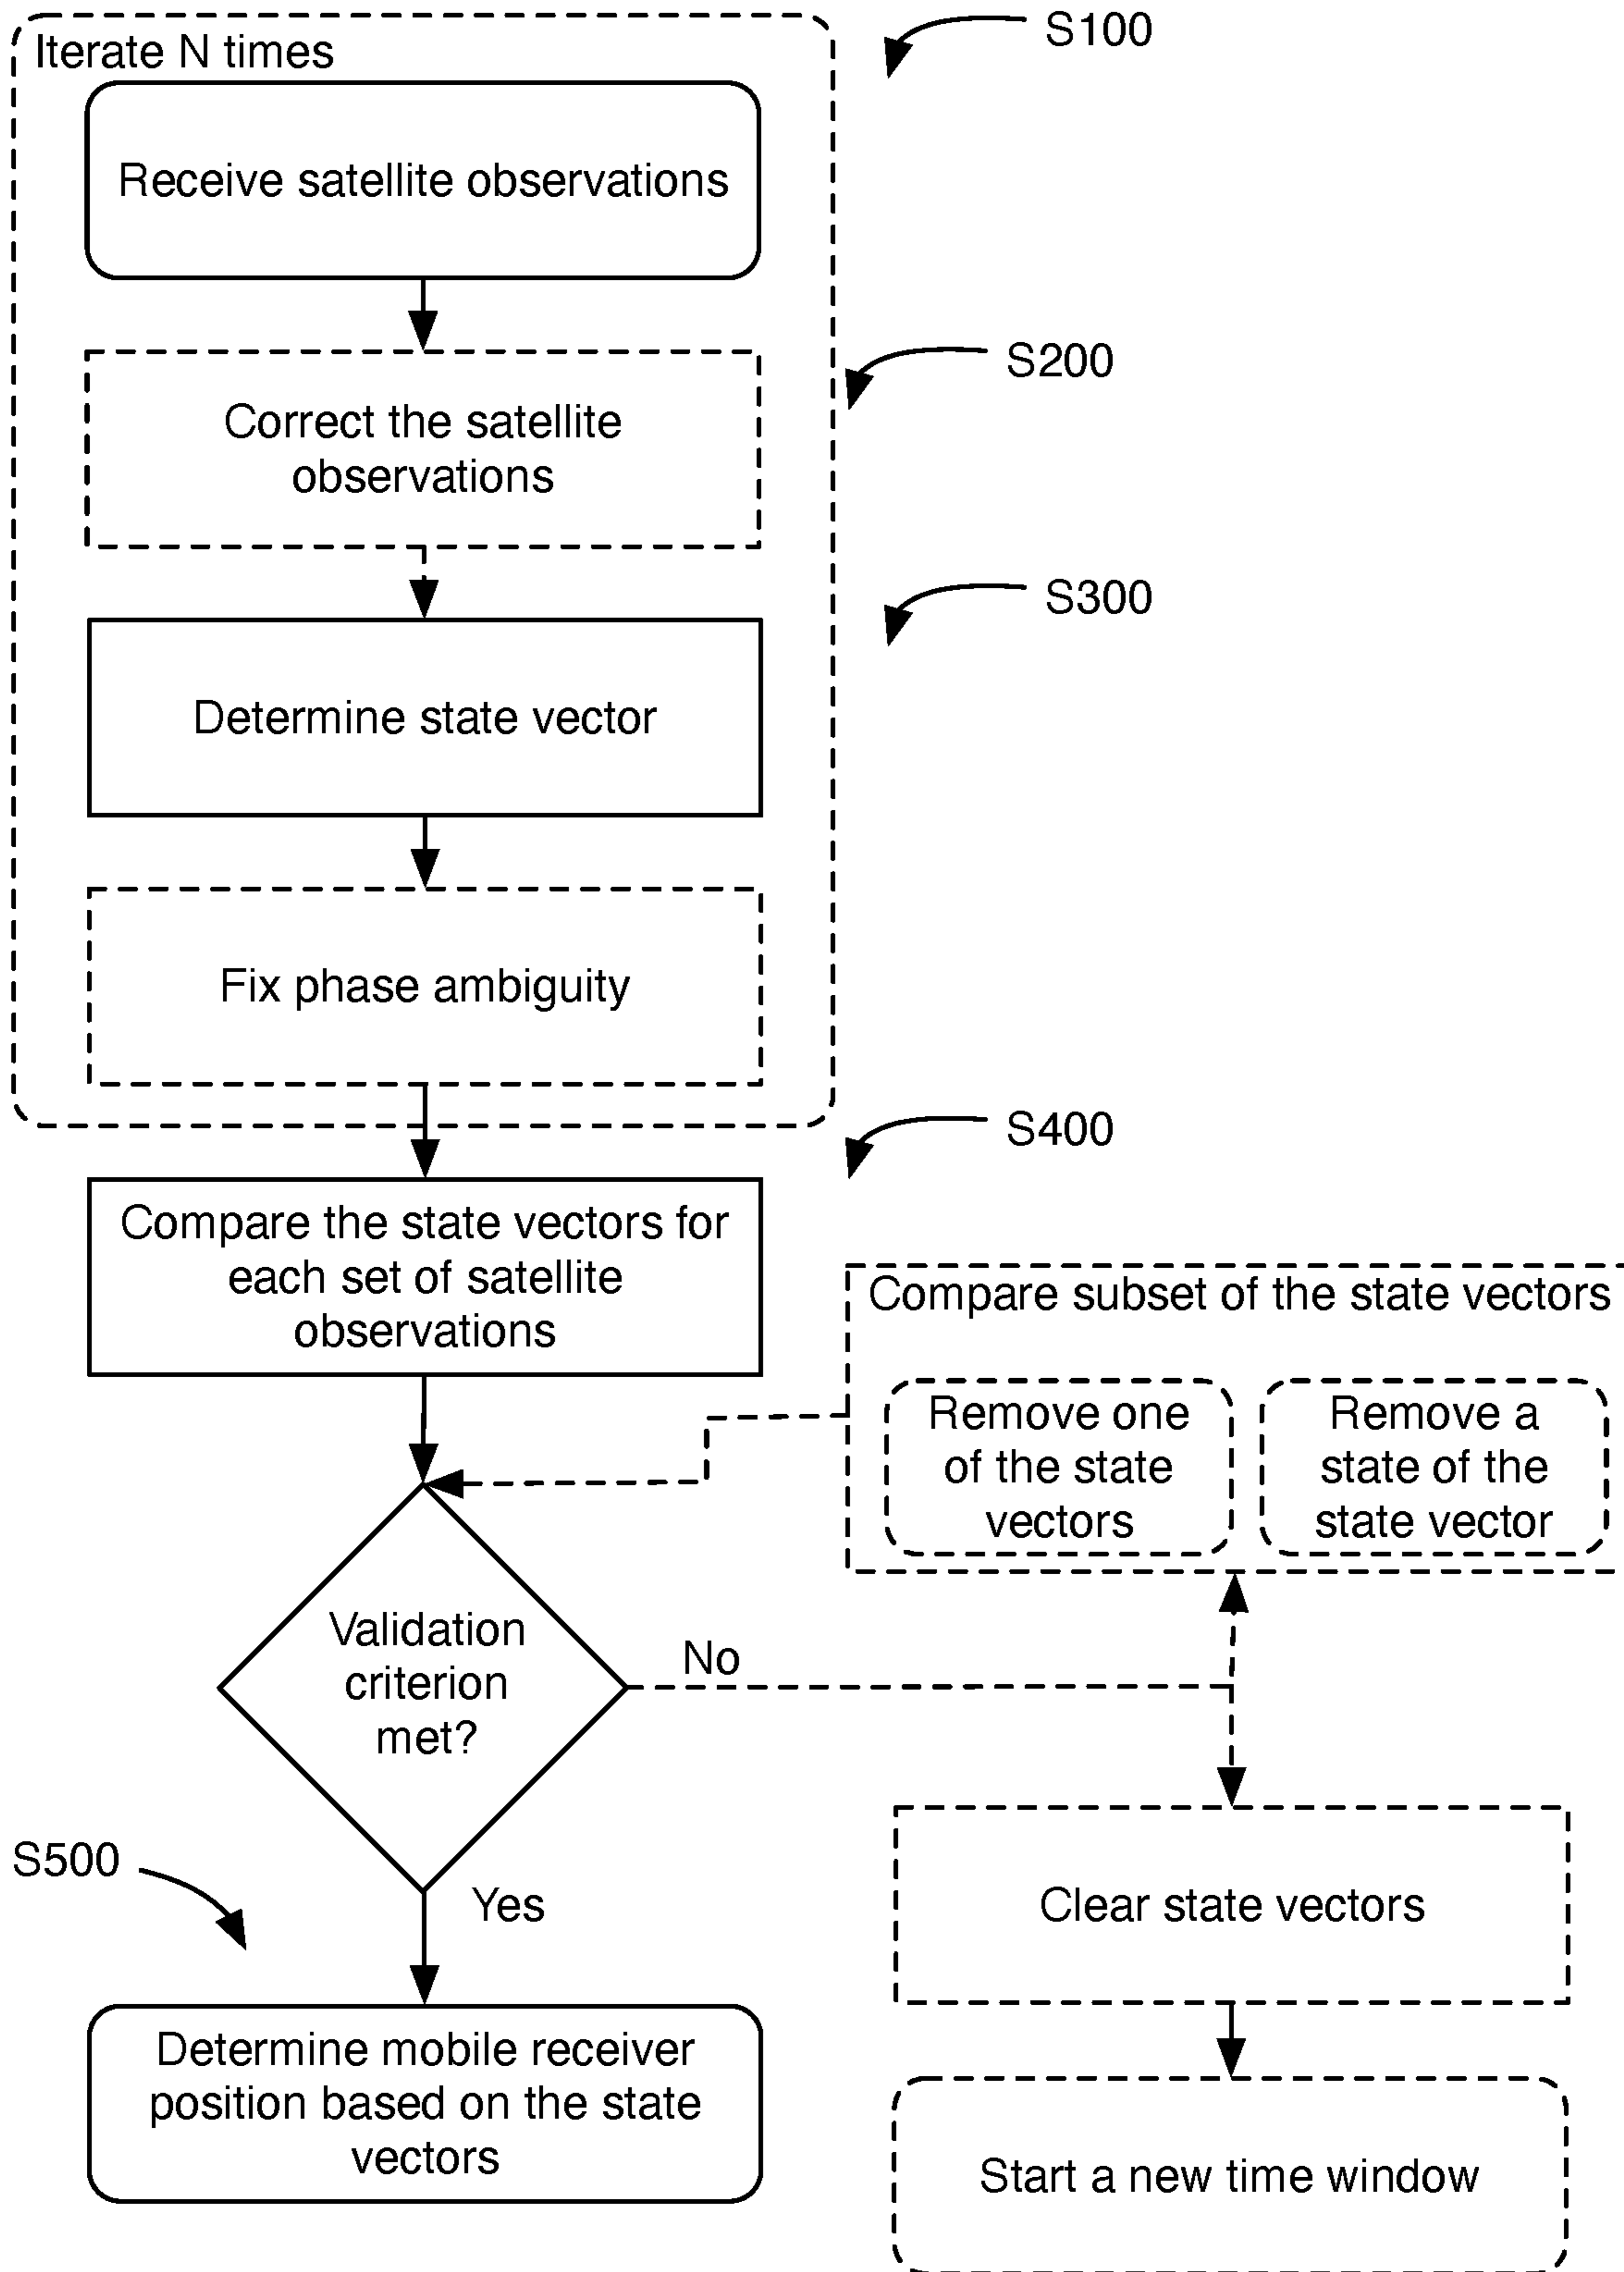 Iterate N times
S100
Receive satellite observations
S200
Correct the satellite
observations
S300
Determine state vector
Fix phase ambiguity
S400
Compare the state vectors for
each set of satellite
observations
Compare subset of the state vectors
Remove one
of the state
vectors
Remove a
state of the
state vector
Validation
criterion
met?
No
S500
Yes
Clear state vectors
Determine mobile receiver
position based on the state
vectors
Start a new time window